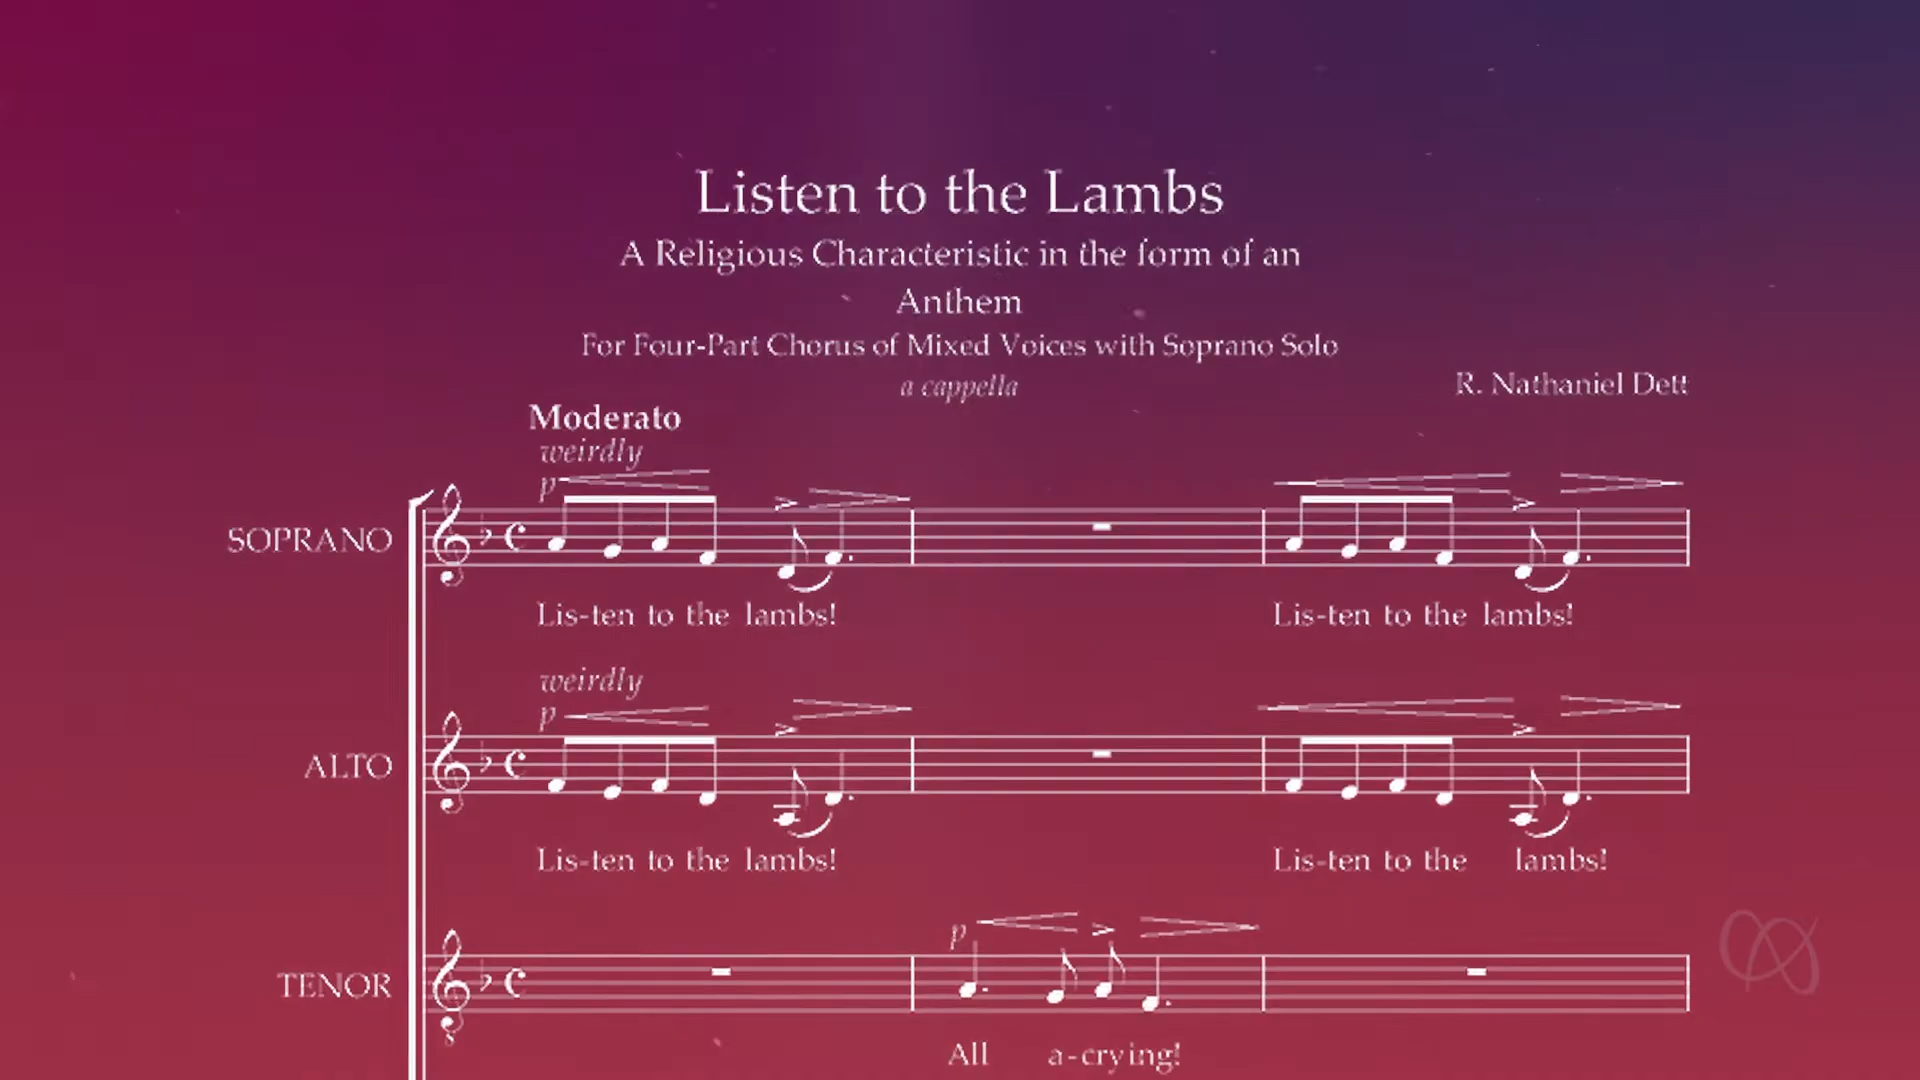 Listen to the Lambs
A Religious Characteristic in the form of an
Anthem
For Four-Part Chorus of Mixed Voices with Soprano Solo
a cappella
R. Nathaniel Dett
Moderato
weirdly
p
SOPRANO
Lis-ten to the lambs! Lis-ten to the lambs!
weirdly
p
ALTO
Lis-ten to the lambs! Lis-ten to the lambs!
p
TENOR
8
All a-crying!